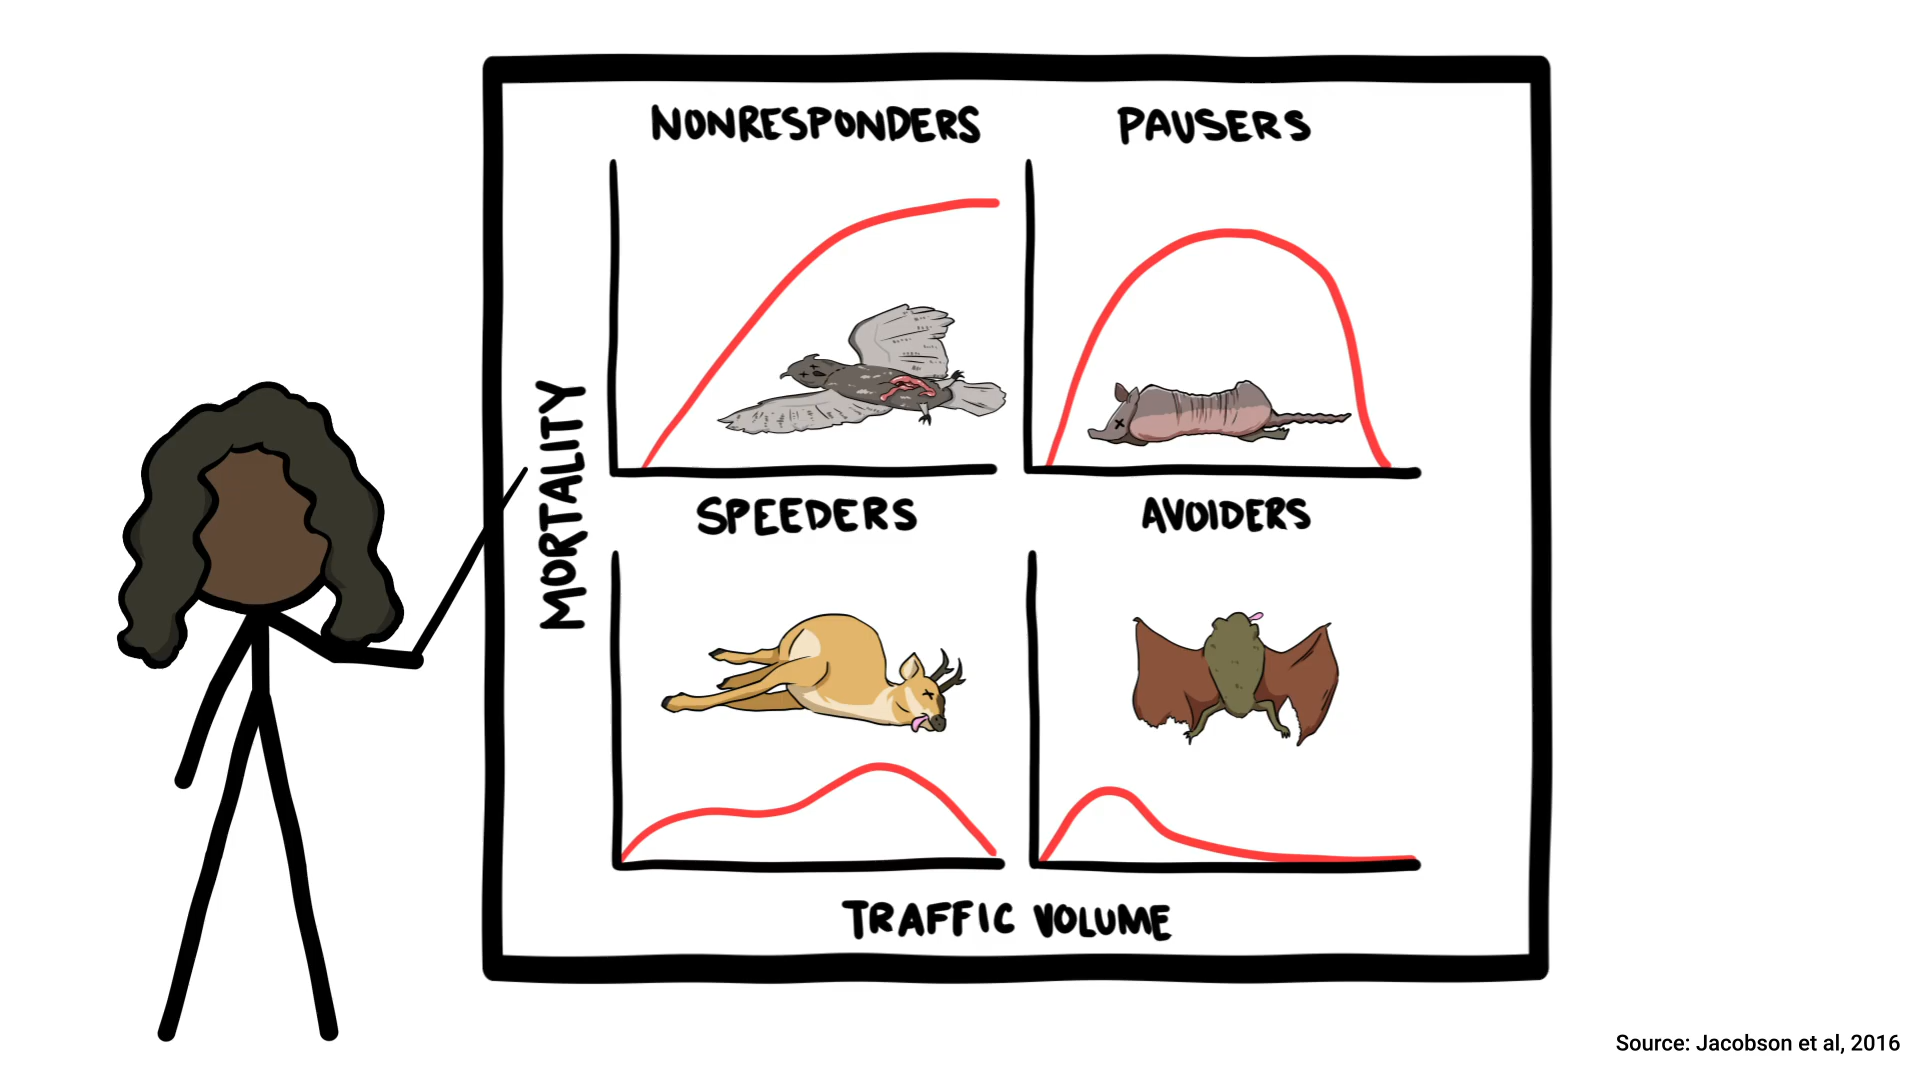 NONRESPONDERS
PAUSERS
MORTALITY
SPEEDERS
AVOIDERS
TRAFFIC VOLUME
Source: Jacobson et al, 2016